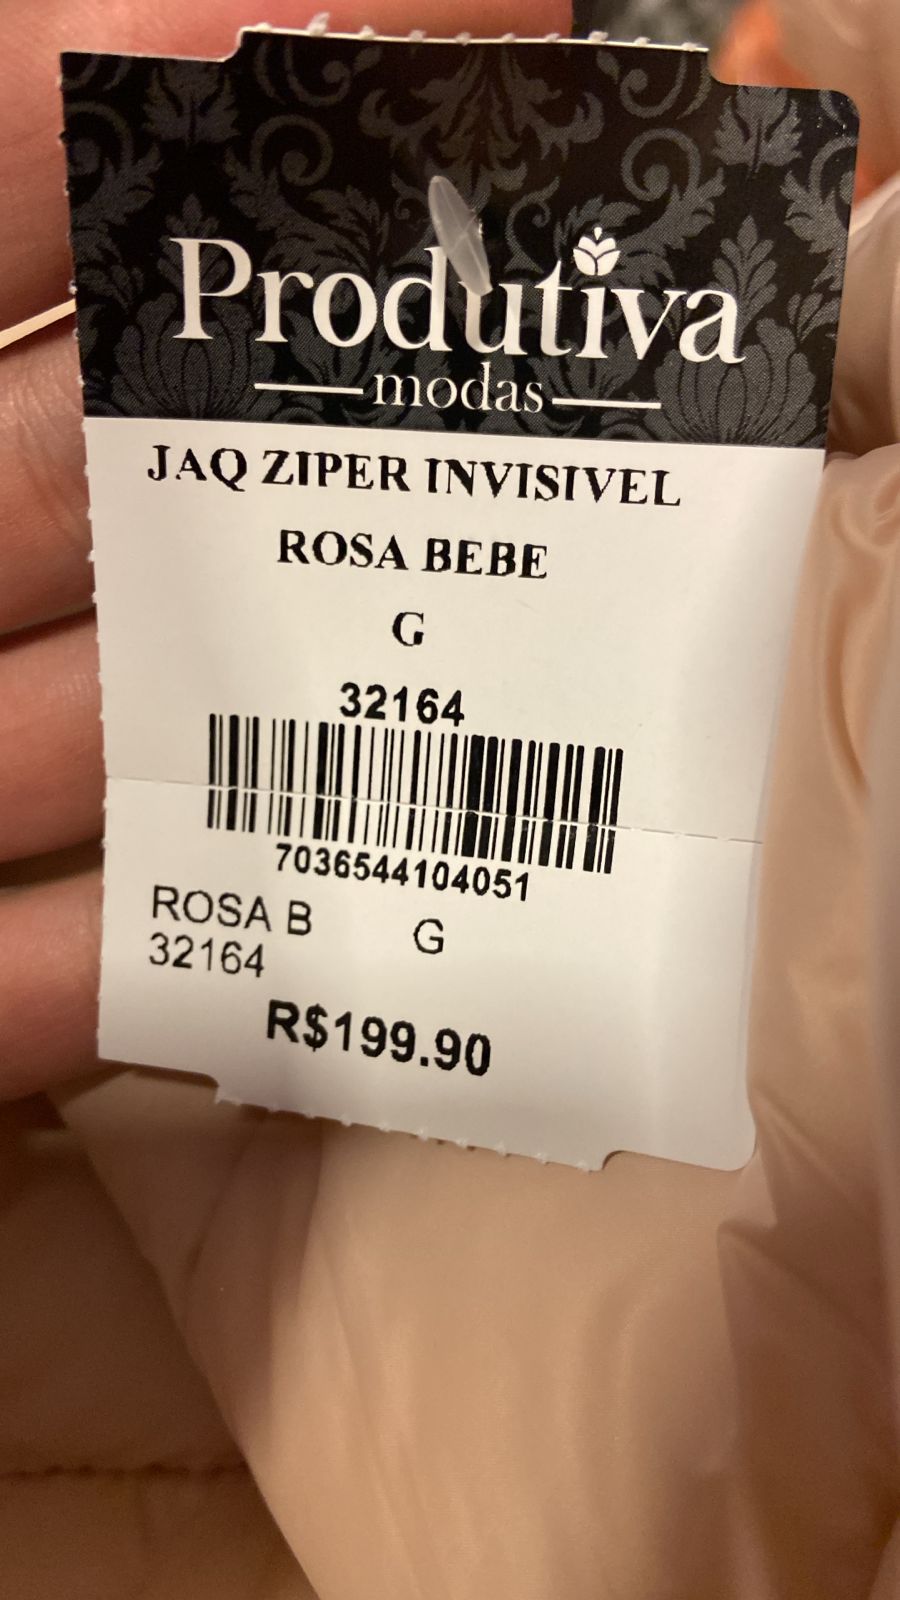 Produtiva
modas
JAQ ZIPER INVISIVEL
ROSA BEBE
G
32164
7036544104051
ROSA B G
32164
R$199.90